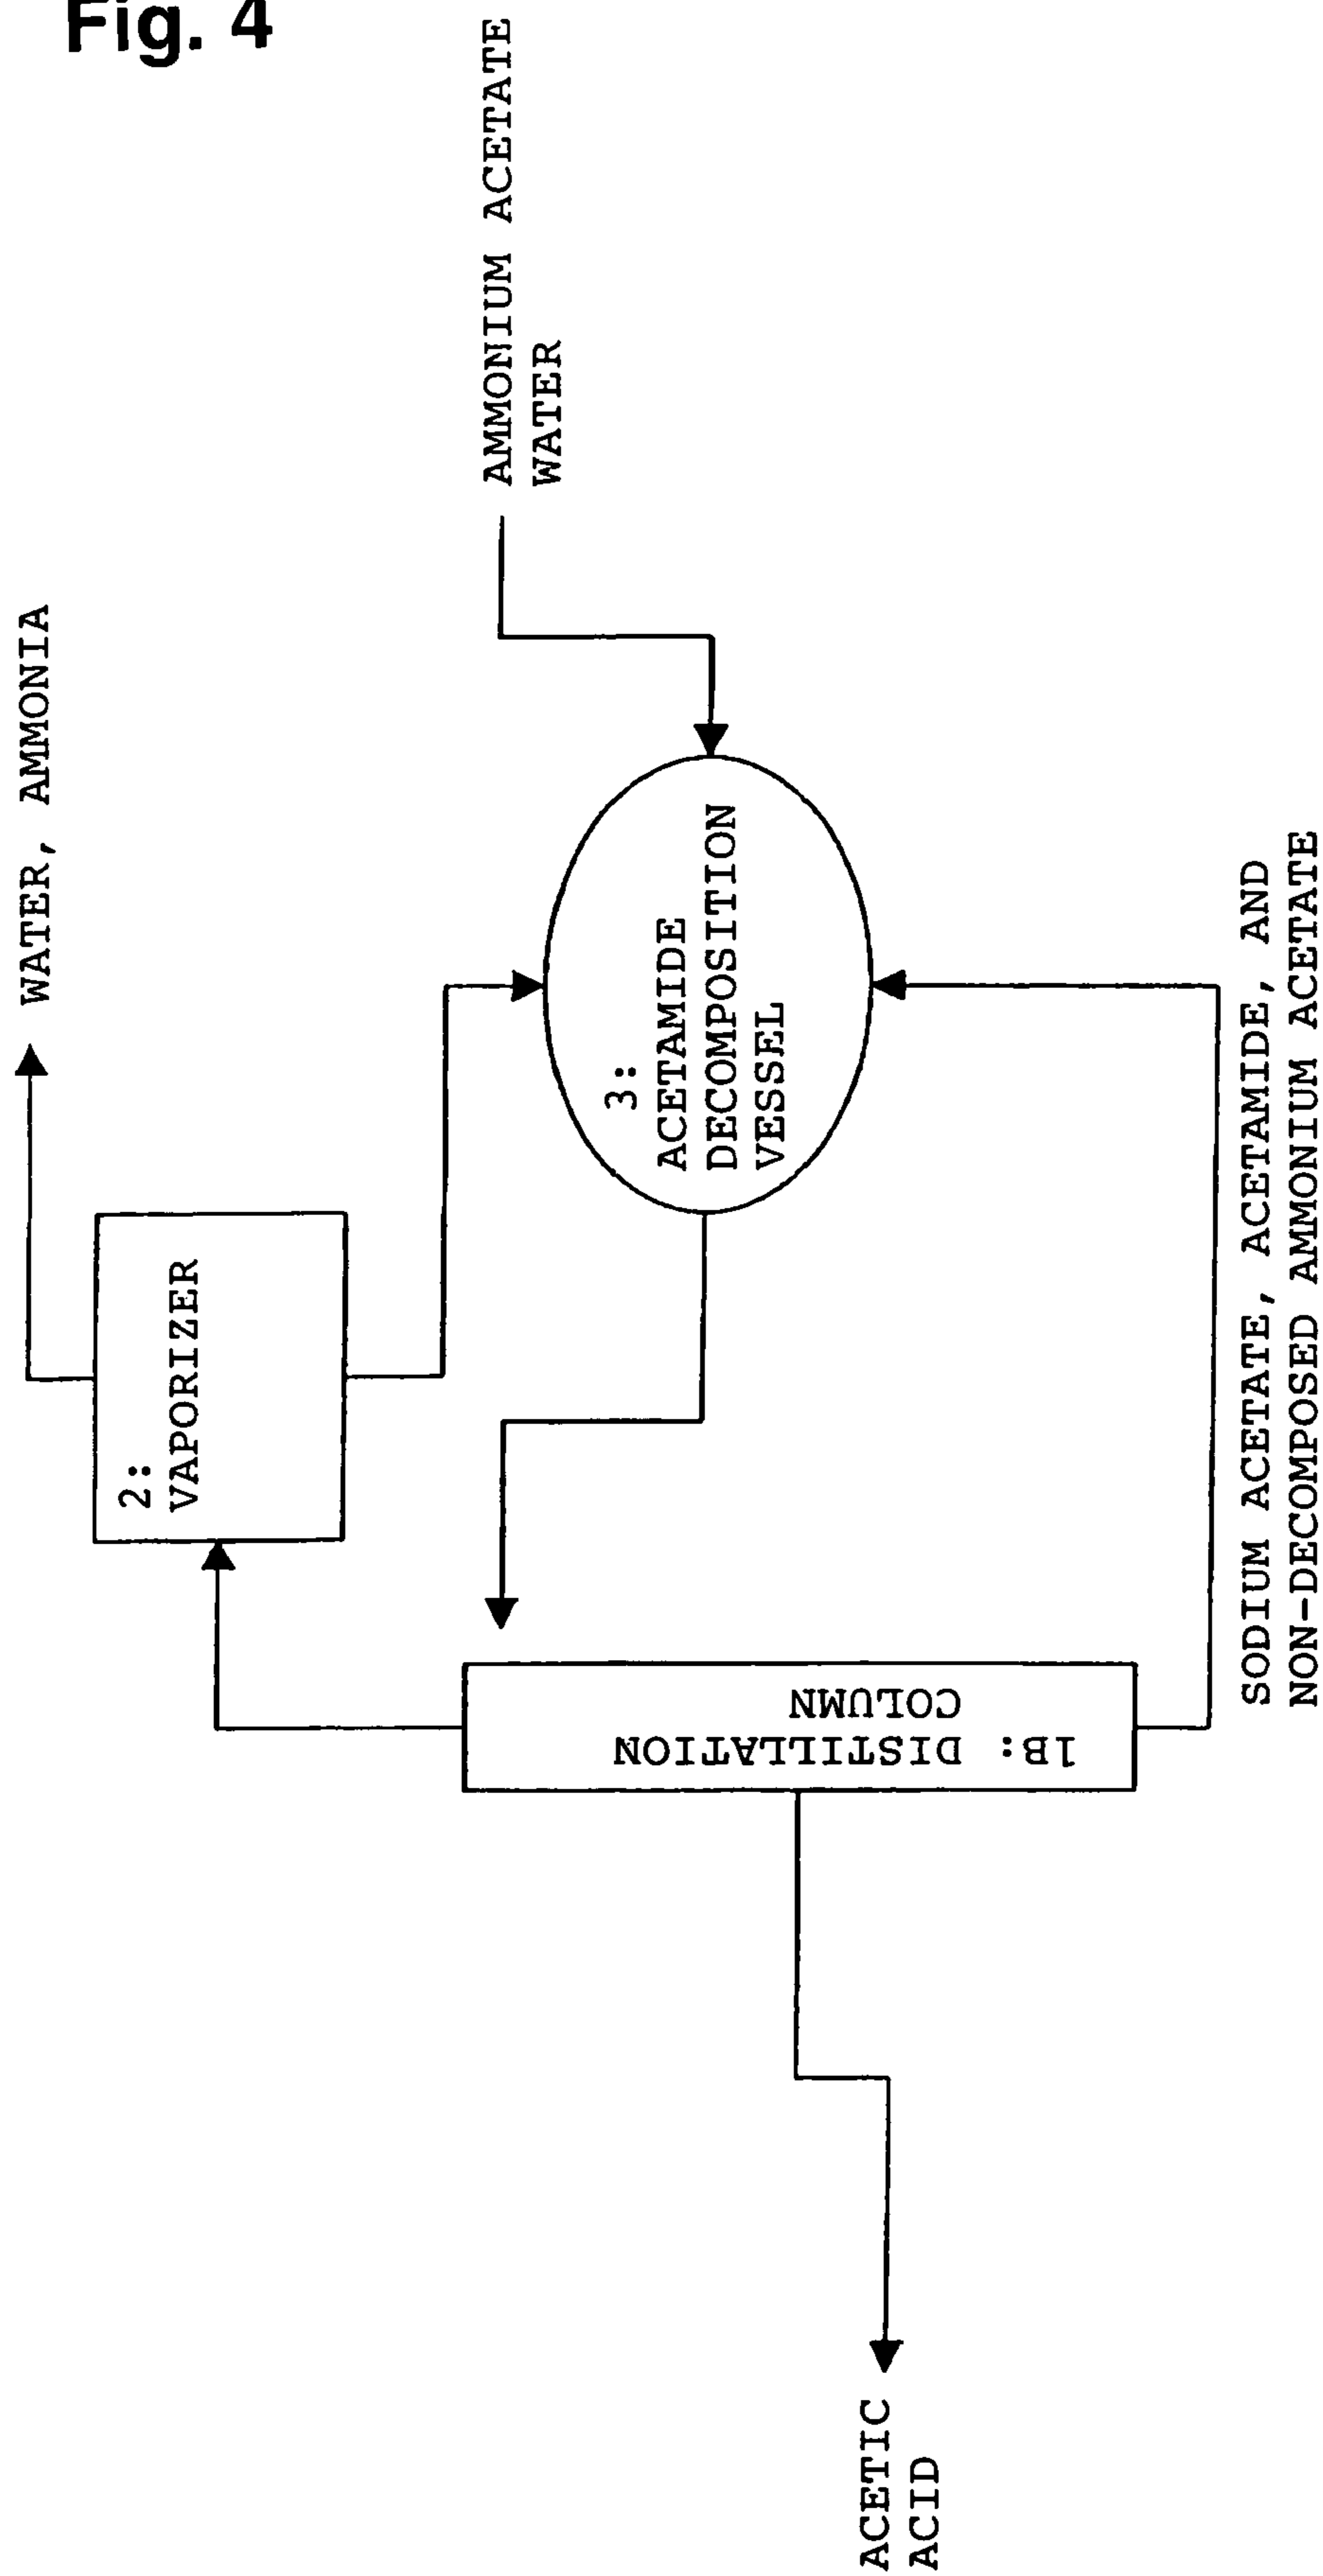 Fig. 4
WATER, AMMONIA
AMMONIUM ACETATE
WATER
2:
VAPORIZER
3:
ACETAMIDE
DECOMPOSITION
VESSEL
1B: DISTILLATION
COLUMN
ACETIC
ACID
SODIUM ACETATE, ACETAMIDE, AND
NON-DECOMPOSED AMMONIUM ACETATE